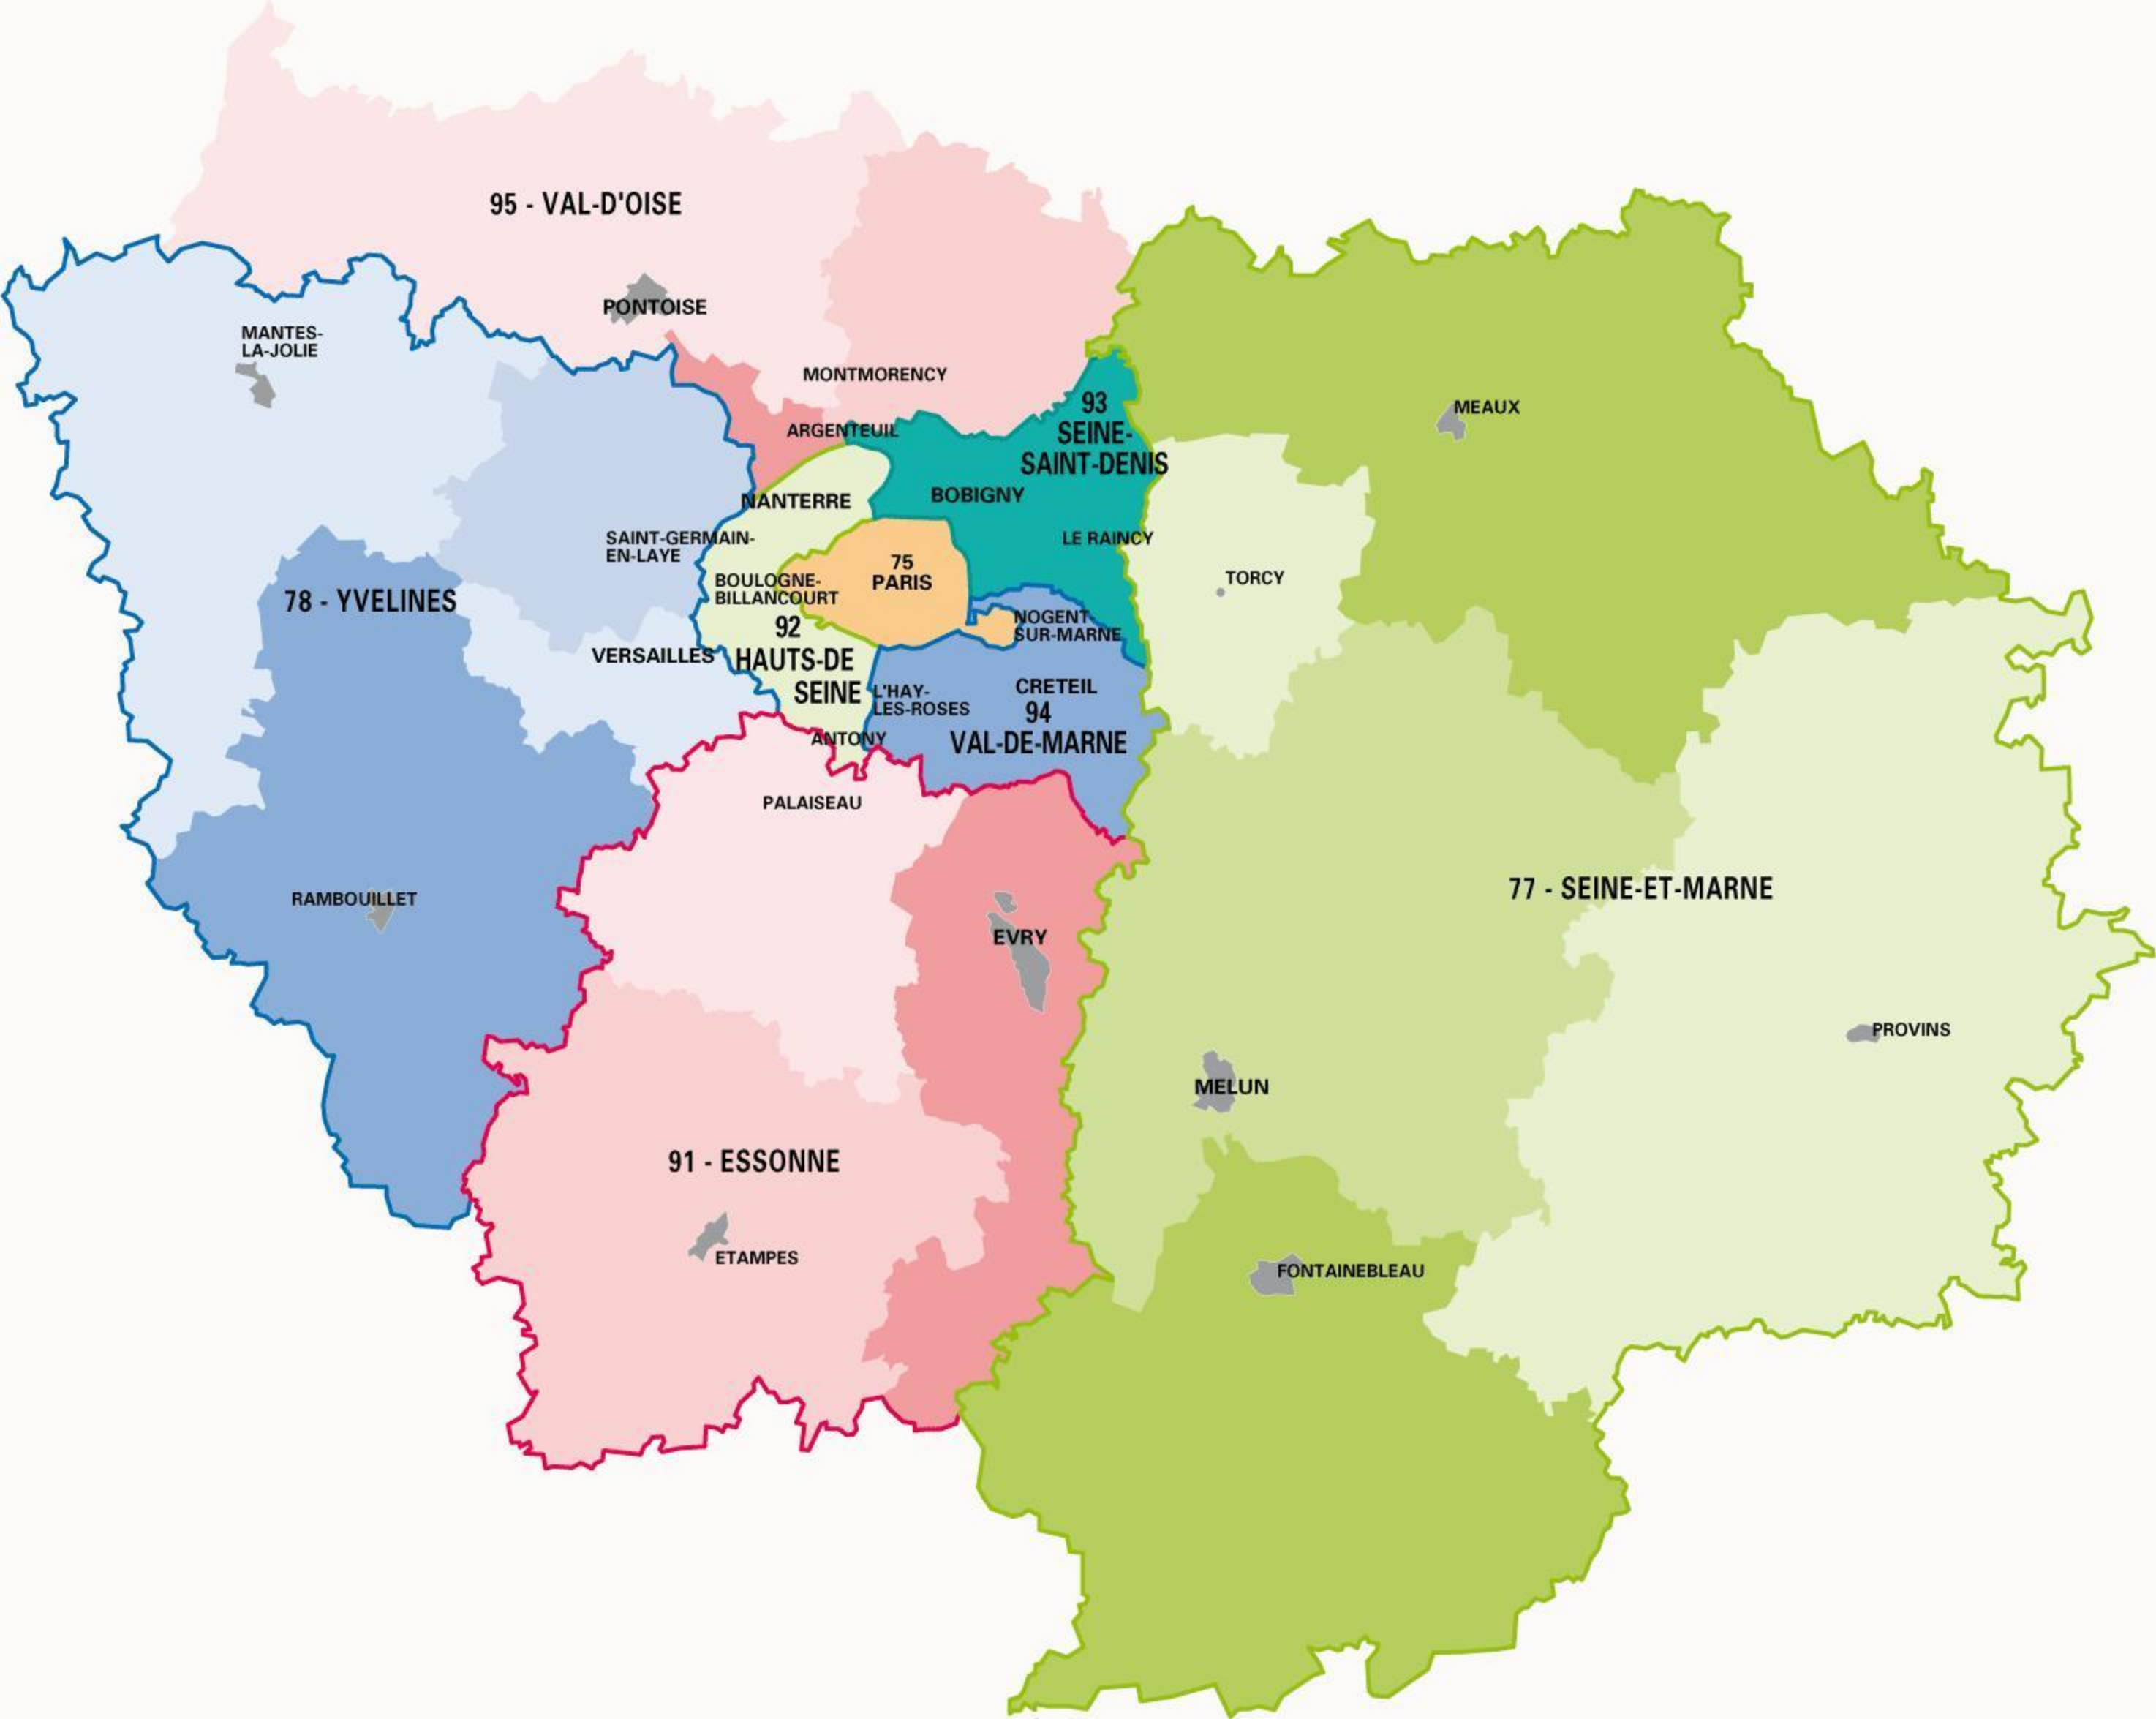 95 - VAL-D'OISE
PONTOISE
MANTES-
LA-JOLIE
MONTMORENCY
ARGENTEUIL
93
SEINE-
SAINT-DENIS
MEAUX
NANTERRE
BOBIGNY
SAINT-GERMAIN-
EN-LAYE
LE RAINCY
75
PARIS
TORCY
BOULOGNE-
BILLANCOURT
78 - YVELINES
NOGENT
SUR-MARNE
92
HAUTS-DE
SEINE
VERSAILLES
L'HAY-
LES-ROSES
CRETEIL
94
VAL-DE-MARNE
ANTONY
PALAISEAU
77 - SEINE-ET-MARNE
RAMBOUILLET
EVRY
PROVINS
MELUN
91 - ESSONNE
ETAMPES
FONTAINEBLEAU